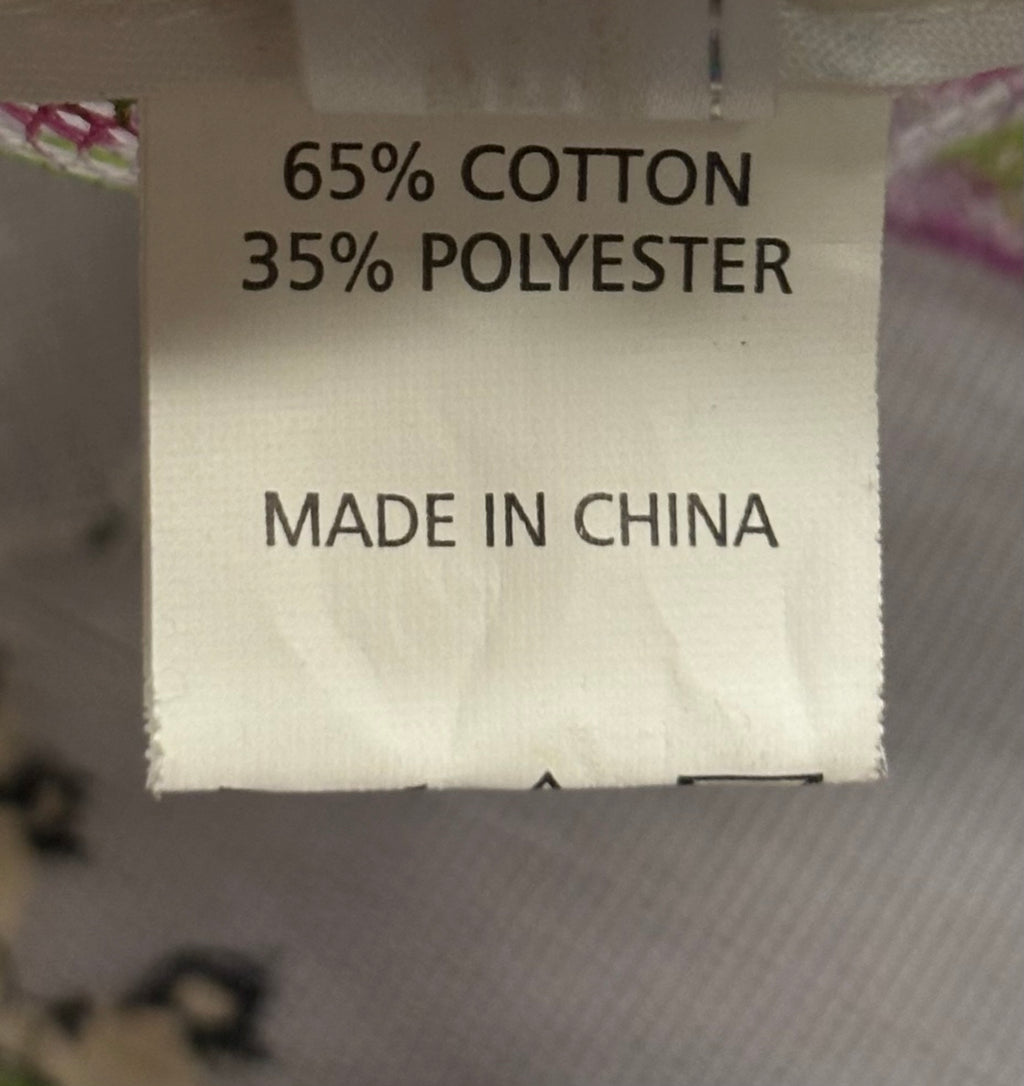 65% COTTON
35% POLYESTER
MADE IN CHINA